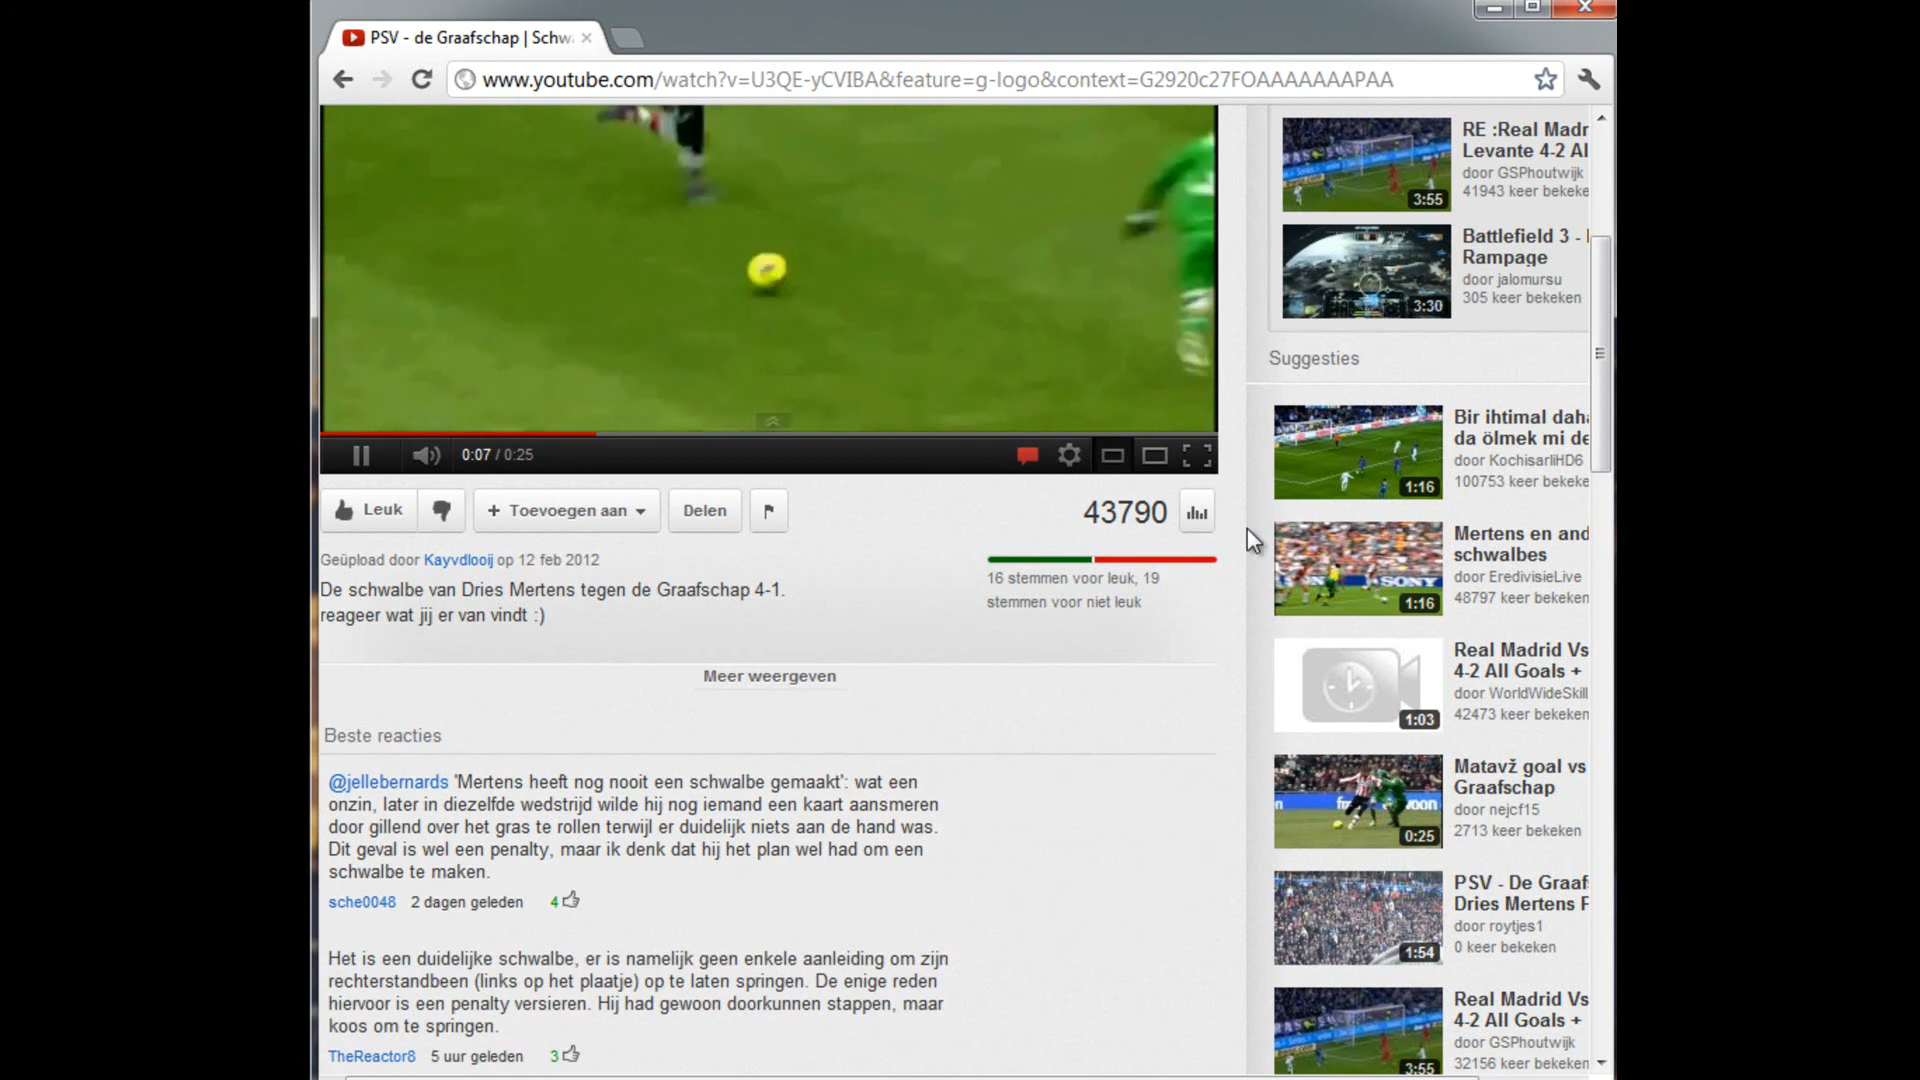 PSV - de Graafschap | Schw
www.youtube.com/watch?v=U3QE-yCVIBA&feature=g-logo&context=G2920c27FOAAAAAAAPAA
0:07 / 0:25
Leuk
+ Toevoegen aan
Delen
43790
Geüpload door Kayvdlooij op 12 feb 2012
De schwalbe van Dries Mertens tegen de Graafschap 4-1.
reageer wat jij er van vindt :)
16 stemmen voor leuk, 19
stemmen voor niet leuk
Meer weergeven
Beste reacties
@jellebernards 'Mertens heeft nog nooit een schwalbe gemaakt': wat een
onzin, later in diezelfde wedstrijd wilde hij nog iemand een kaart aansmeren
door gillend over het gras te rollen terwijl er duidelijk niets aan de hand was.
Dit geval is wel een penalty, maar ik denk dat hij het plan wel had om een
schwalbe te maken.
sche0048 2 dagen geleden 4
Het is een duidelijke schwalbe, er is namelijk geen enkele aanleiding om zijn
rechterstandbeen (links op het plaatje) op te laten springen. De enige reden
hiervoor is een penalty versieren. Hij had gewoon doorkunnen stappen, maar
koos om te springen.
TheReactor8 5 uur geleden 3
RE :Real Madr
Levante 4-2 Al
door GSPhoutwijk
41943 keer bekeke
3:55
Battlefield 3 -
Rampage
door jalomursu
305 keer bekeken
3:30
Suggesties
Bir ihtimal daha
da ölmek mi de
door KochisarliHD6
100753 keer bekeke
1:16
Mertens en and
schwalbes
door EredivisieLive
48797 keer bekeken
SONY
1:16
Real Madrid Vs
4-2 All Goals +
door WorldWideSkill
42473 keer bekeken
1:03
Matavž goal vs
Graafschap
door nejcf15
2713 keer bekeken
0:25
PSV - De Graaf
Dries Mertens F
door roytjes1
0 keer bekeken
1:54
Real Madrid Vs
4-2 All Goals +
door GSPhoutwijk
32156 keer bekeken
3:55